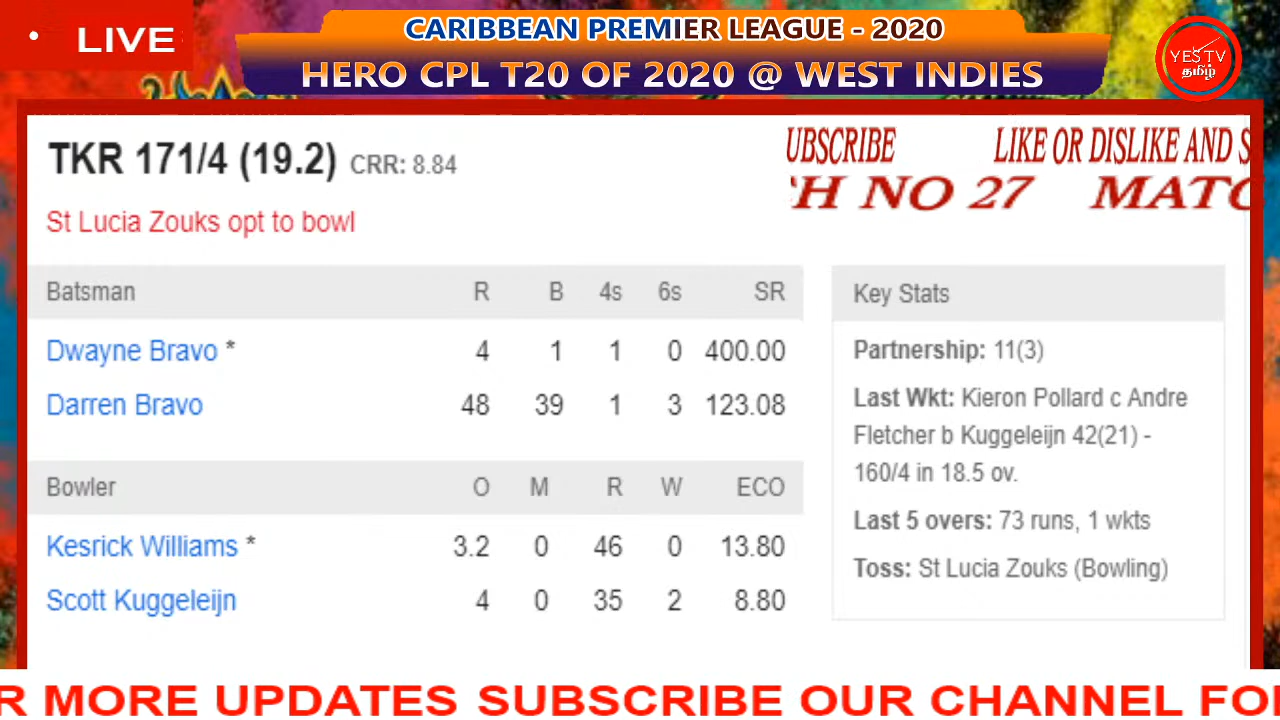 LIVE
CARIBBEAN PREMIER LEAGUE - 2020
HERO CPL T20 OF 2020 @ WEST INDIES
YESTV
தமிழ்
TKR 171/4 (19.2) CRR: 8.84
UBSCRIBE LIKE OR DISLIKE AND S
H NO 27 MATC
St Lucia Zouks opt to bowl
Batsman R B 4s 6s SR
Dwayne Bravo * 4 1 1 0 400.00
Darren Bravo 48 39 1 3 123.08
Bowler O M R W ECO
Kesrick Williams * 3.2 0 46 0 13.80
Scott Kuggeleijn 4 0 35 2 8.80
Key Stats
Partnership: 11(3)
Last Wkt: Kieron Pollard c Andre
Fletcher b Kuggeleijn 42(21) -
160/4 in 18.5 ov.
Last 5 overs: 73 runs, 1 wkts
Toss: St Lucia Zouks (Bowling)
R MORE UPDATES SUBSCRIBE OUR CHANNEL FO